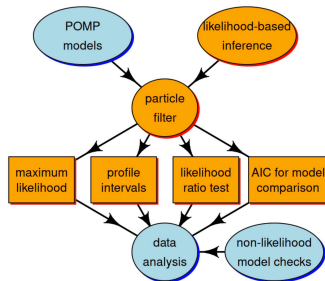 POMP
models
likelihood-based
inference
particle
filter
maximum
likelihood
profile
intervals
likelihood
ratio test
AIC for model
comparison
data
analysis
non-likelihood
model checks